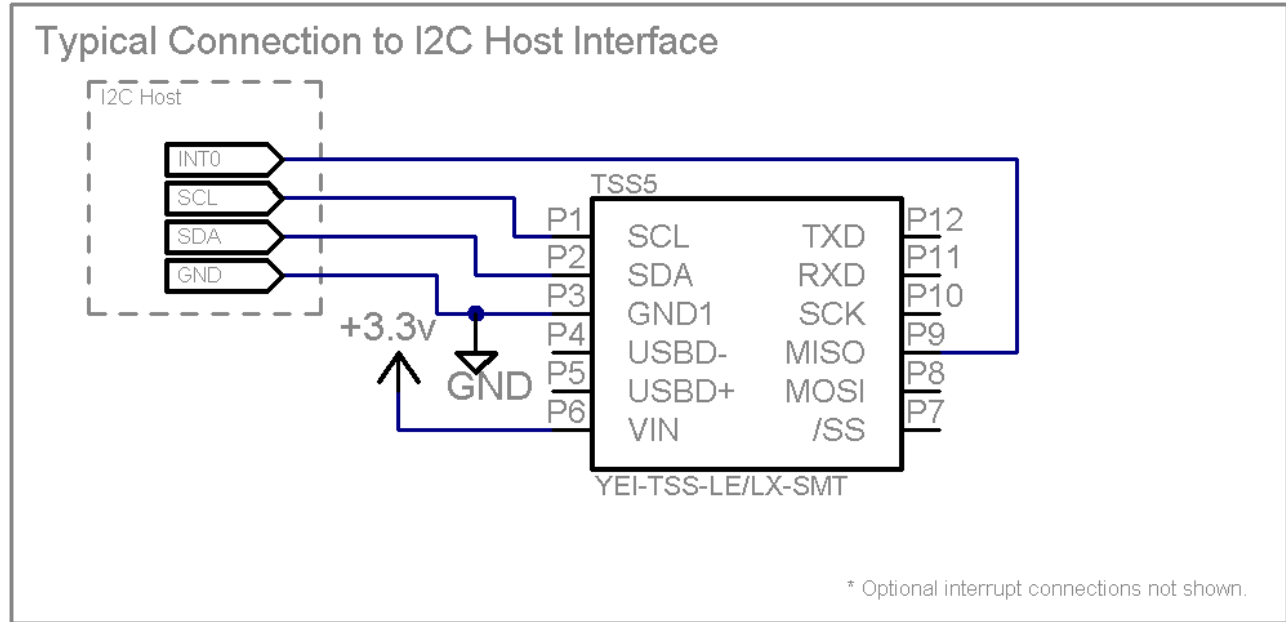 Typical Connection to I2C Host Interface
I2C Host
INT0
SCL
SDA
GND
+3.3v
GND
TSS5
P1 SCL TXD P12
P2 SDA RXD P11
P3 GND1 SCK P10
P4 USBD- MISO P9
P5 USBD+ MOSI P8
P6 VIN /SS P7
YEI-TSS-LE/LX-SMT
* Optional interrupt connections not shown.